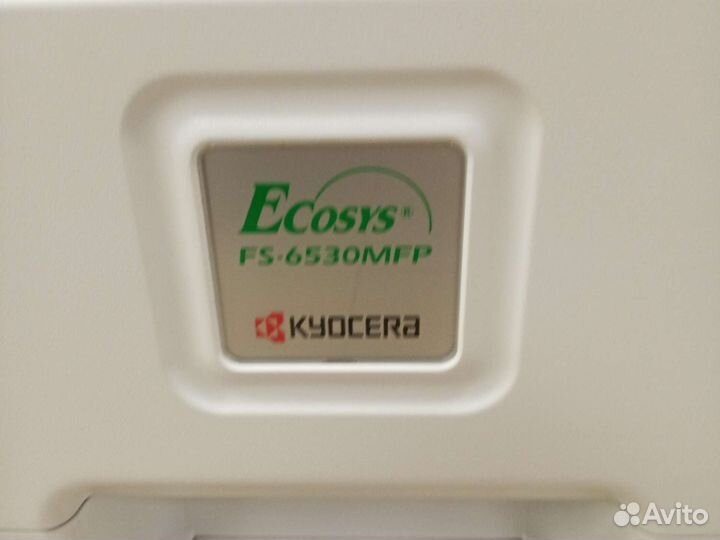 ECOSYS®
FS-6530MFP
KYOCERA
Avito